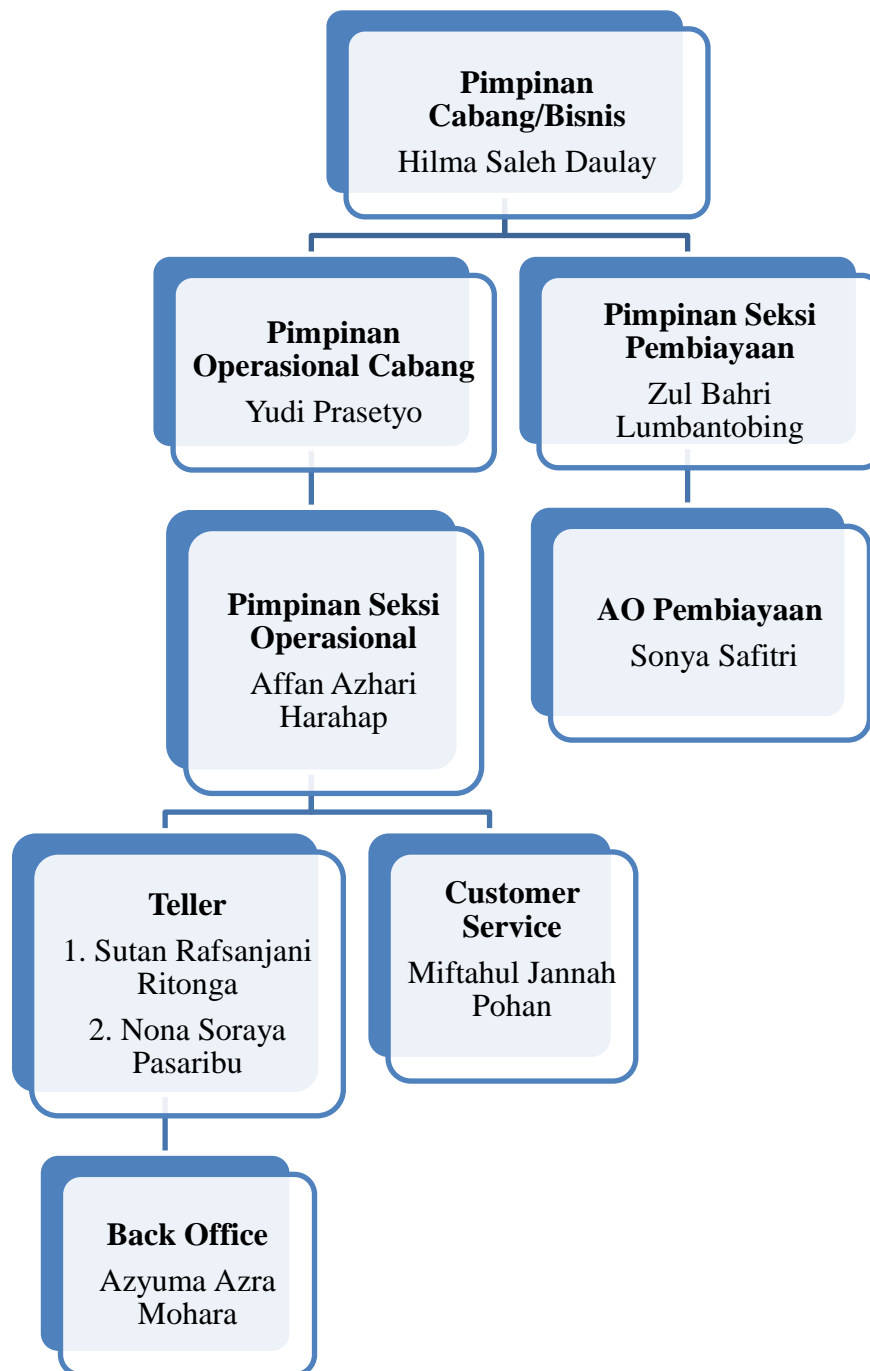 Pimpinan
Cabang/Bisnis
Hilma Saleh Daulay
Pimpinan
Operasional Cabang
Yudi Prasetyo
Pimpinan Seksi
Pembiayaan
Zul Bahri
Lumbantobing
Pimpinan Seksi
Operasional
Affan Azhari
Harahap
AO Pembiayaan
Sonya Safitri
Teller
1. Sutan Rafsanjani
Ritonga
2. Nona Soraya
Pasaribu
Customer
Service
Miftahul Jannah
Pohan
Back Office
Azyuma Azra
Mohara